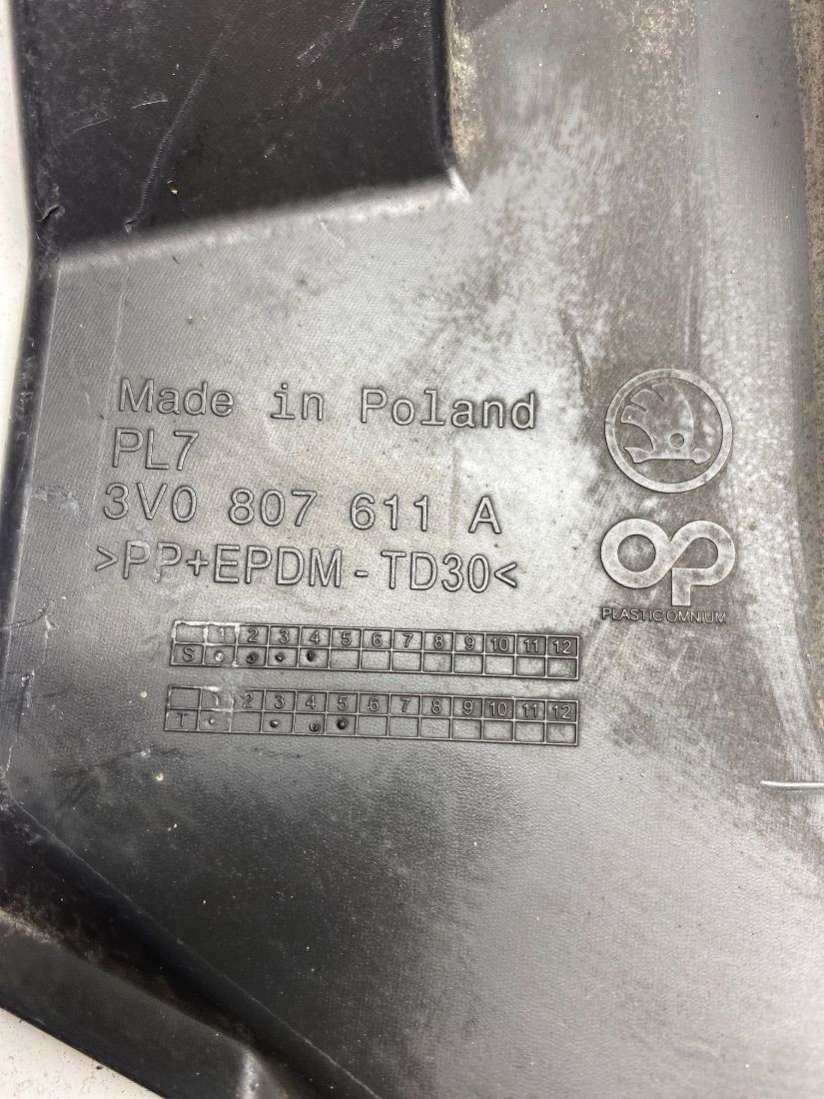 Made in Poland
PL7
3V0 807 611 A
>PP+EPDM-TD30<
PLASTIC OMNIUM
1 2 3 4 5 6 7 8 9 10 11 12
S
1 2 3 4 5 6 7 8 9 10 11 12
T